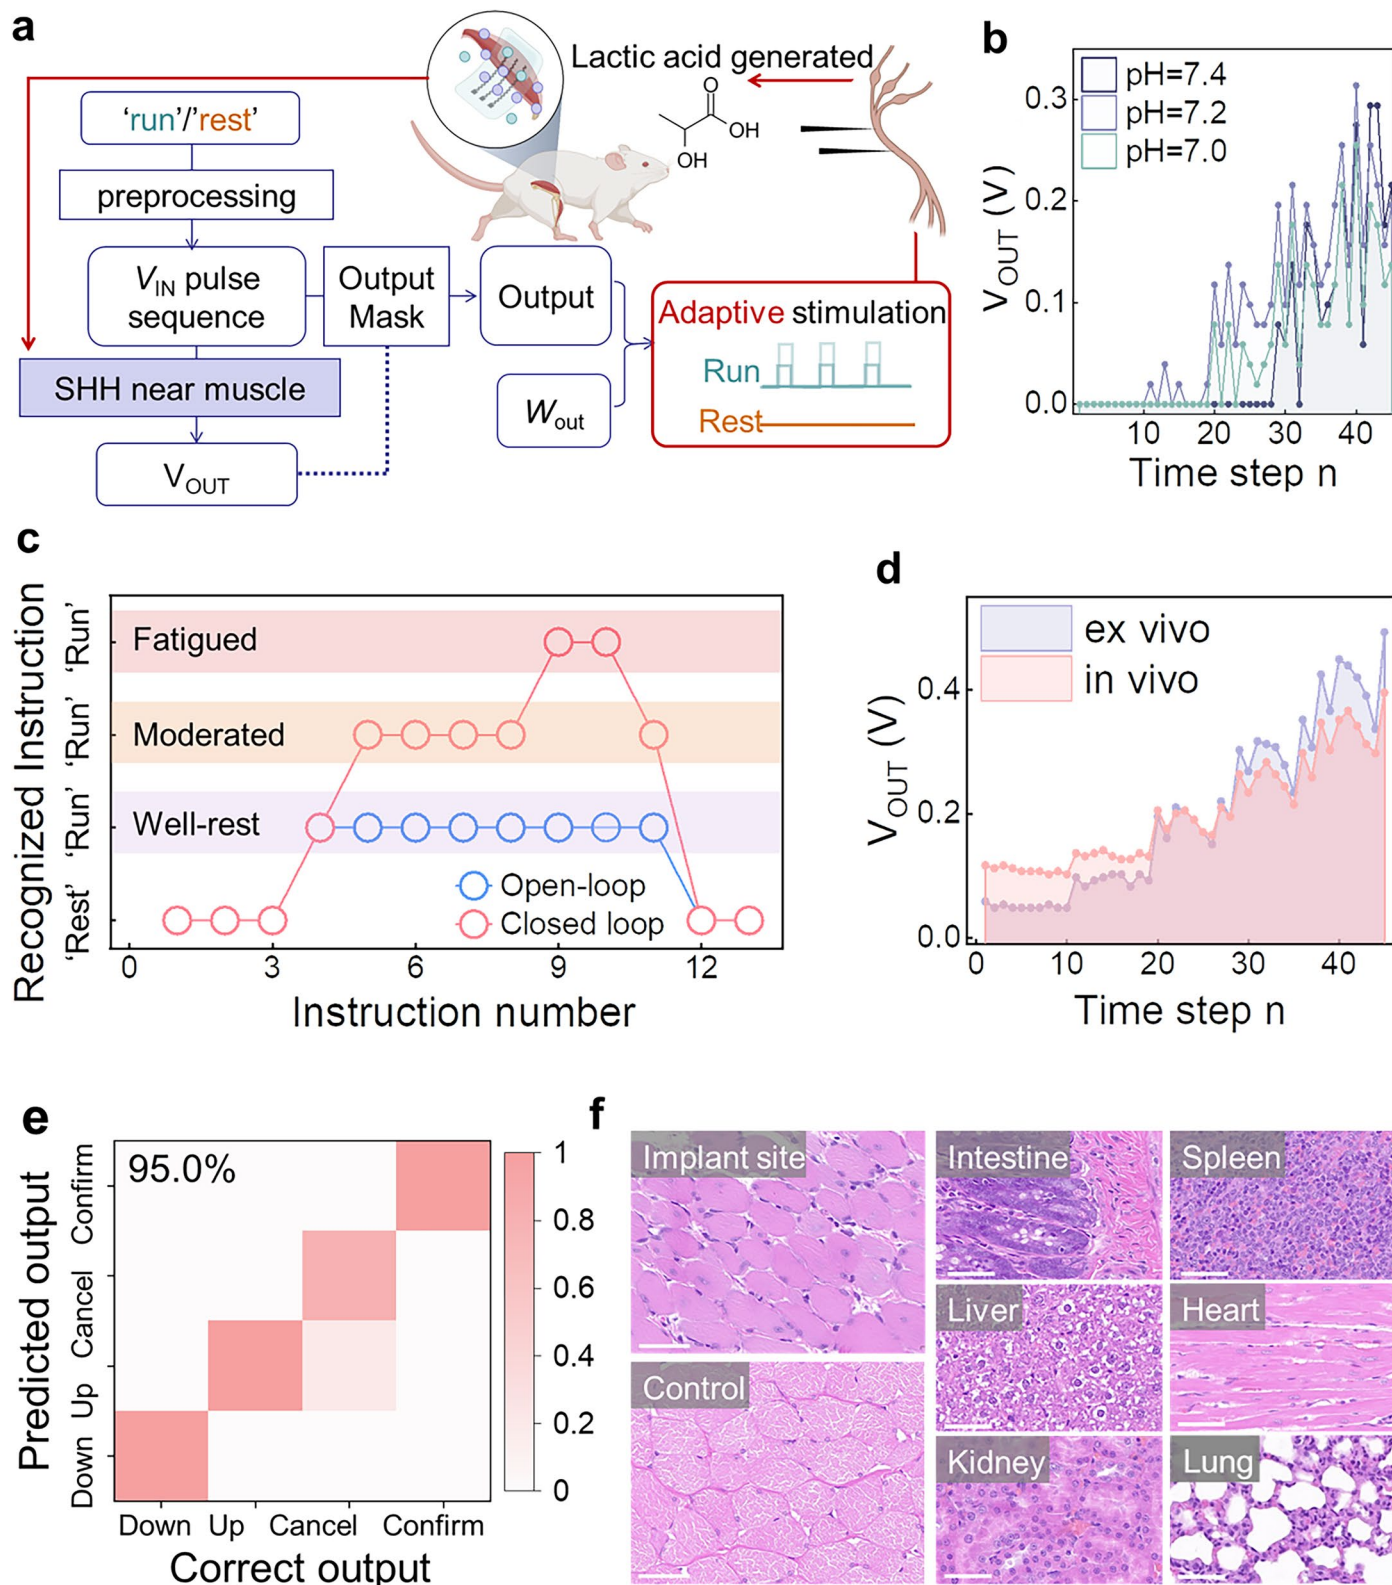 a
Lactic acid generated
OH
O
OH
'run'/'rest'
preprocessing
VIN pulse
sequence
Output
Mask
Output
SHH near muscle
Wout
VOUT
Adaptive stimulation
Run
Rest
b
pH=7.4
pH=7.2
pH=7.0
VOUT (V)
0.3
0.2
0.1
0.0
10 20 30 40
Time step n
c
Recognized Instruction
'Run'
'Run'
'Run'
'Rest'
Fatigued
Moderated
Well-rest
Open-loop
Closed loop
0 3 6 9 12
Instruction number
d
ex vivo
in vivo
VOUT (V)
0.4
0.2
0.0
0 10 20 30 40
Time step n
e
95.0%
Predicted output
Confirm
Cancel
Up
Down
1
0.8
0.6
0.4
0.2
0
Down Up Cancel Confirm
Correct output
f
Implant site
Intestine
Spleen
Liver
Heart
Control
Kidney
Lung